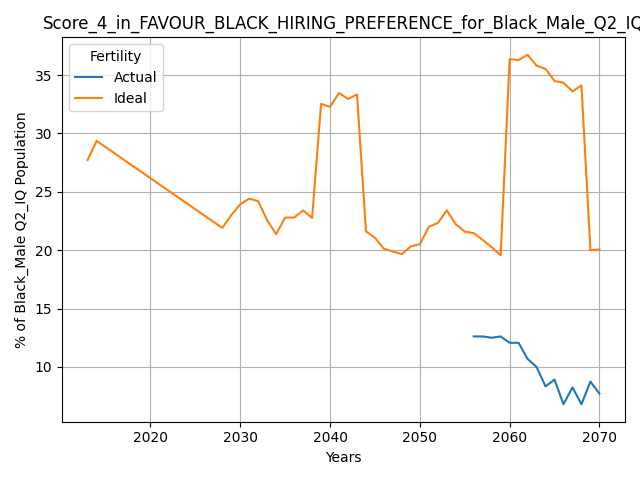 Score_4_in_FAVOUR_BLACK_HIRING_PREFERENCE_for_Black_Male_Q2_IQ
Fertility
Actual
Ideal
% of Black_Male Q2_IQ Population
35
30
25
20
15
10
2020 2030 2040 2050 2060 2070
Years